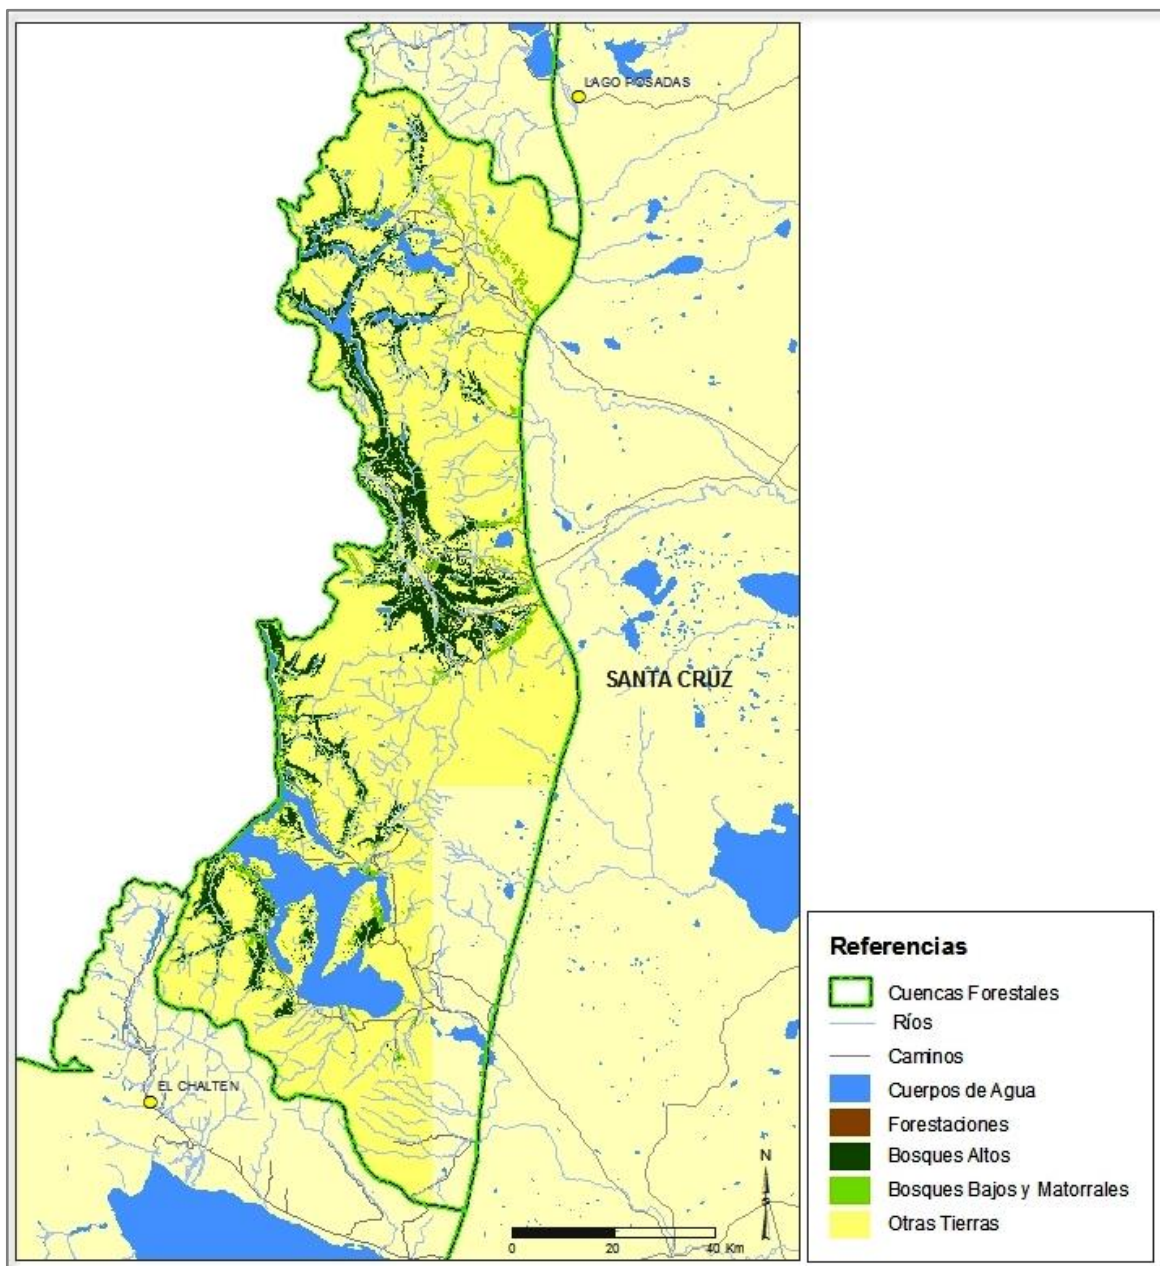 LAGO POSADAS
SANTA CRUZ
EL CHALTEN
N
0 20 40 Km
Referencias
Cuencas Forestales
Ríos
Caminos
Cuerpos de Agua
Forestaciones
Bosques Altos
Bosques Bajos y Matorrales
Otras Tierras